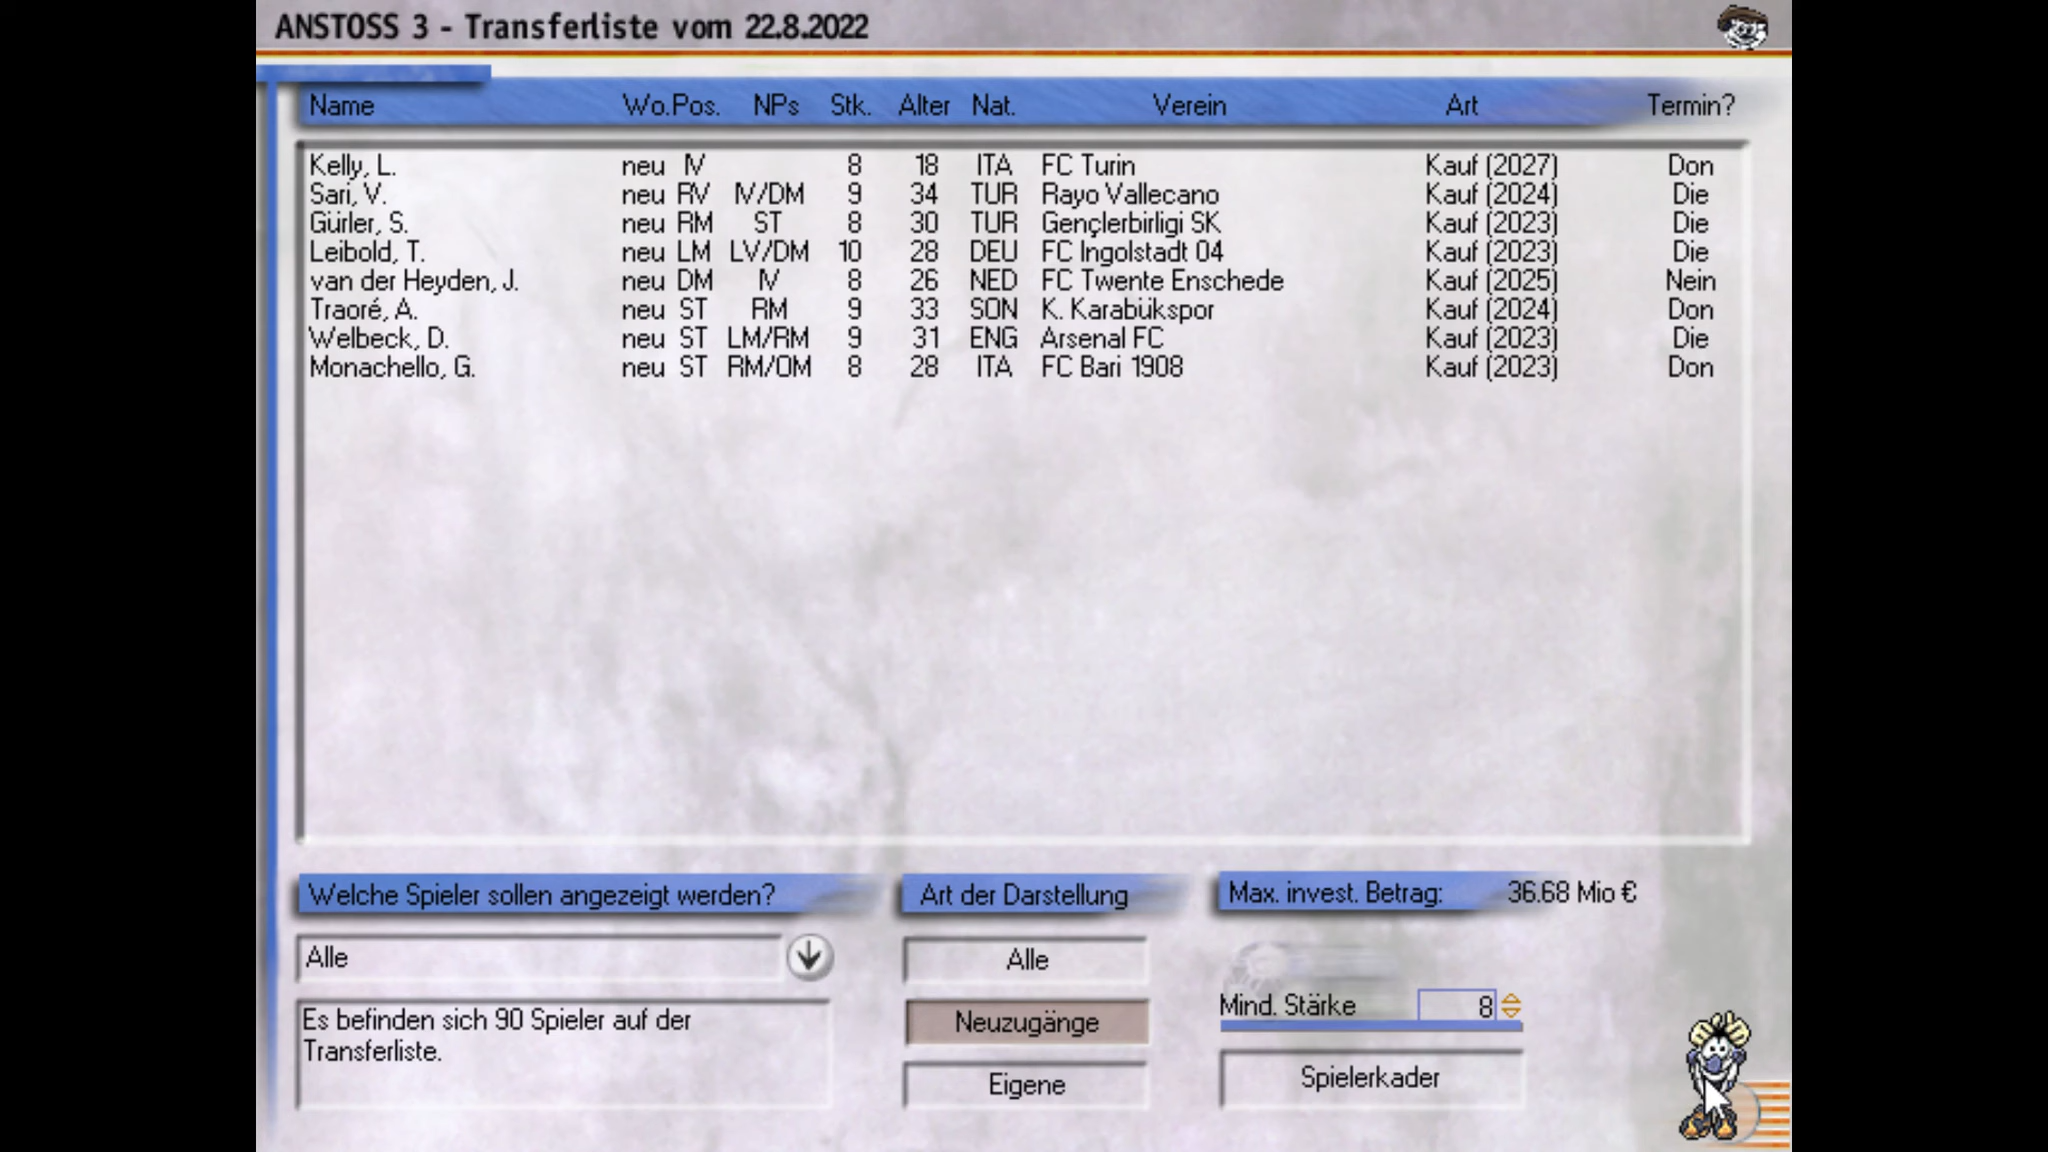 ANSTOSS 3 - Transferliste vom 22.8.2022
Name Wo. Pos. NPs Stk. Alter Nat. Verein Art Termin?
Kelly, L. neu IV 8 18 ITA FC Turin Kauf (2027) Don
Sari, V. neu RV IV/DM 9 34 TUR Rayo Vallecano Kauf (2024) Die
Gürler, S. neu RM ST 8 30 TUR Gençlerbirligi SK Kauf (2023) Die
Leibold, T. neu LM LV/DM 10 28 DEU FC Ingolstadt 04 Kauf (2023) Die
van der Heyden, J. neu DM IV 8 26 NED FC Twente Enschede Kauf (2025) Nein
Traoré, A. neu ST RM 9 33 SON K. Karabükspor Kauf (2024) Don
Welbeck, D. neu ST LM/RM 9 31 ENG Arsenal FC Kauf (2023) Die
Monachello, G. neu ST RM/OM 8 28 ITA FC Bari 1908 Kauf (2023) Don
Welche Spieler sollen angezeigt werden? Art der Darstellung Max. invest. Betrag: 36.68 Mio €
Alle Alle
Mind. Stärke 8
Es befinden sich 90 Spieler auf der Neuzugänge
Transferliste.
Eigene Spielerkader